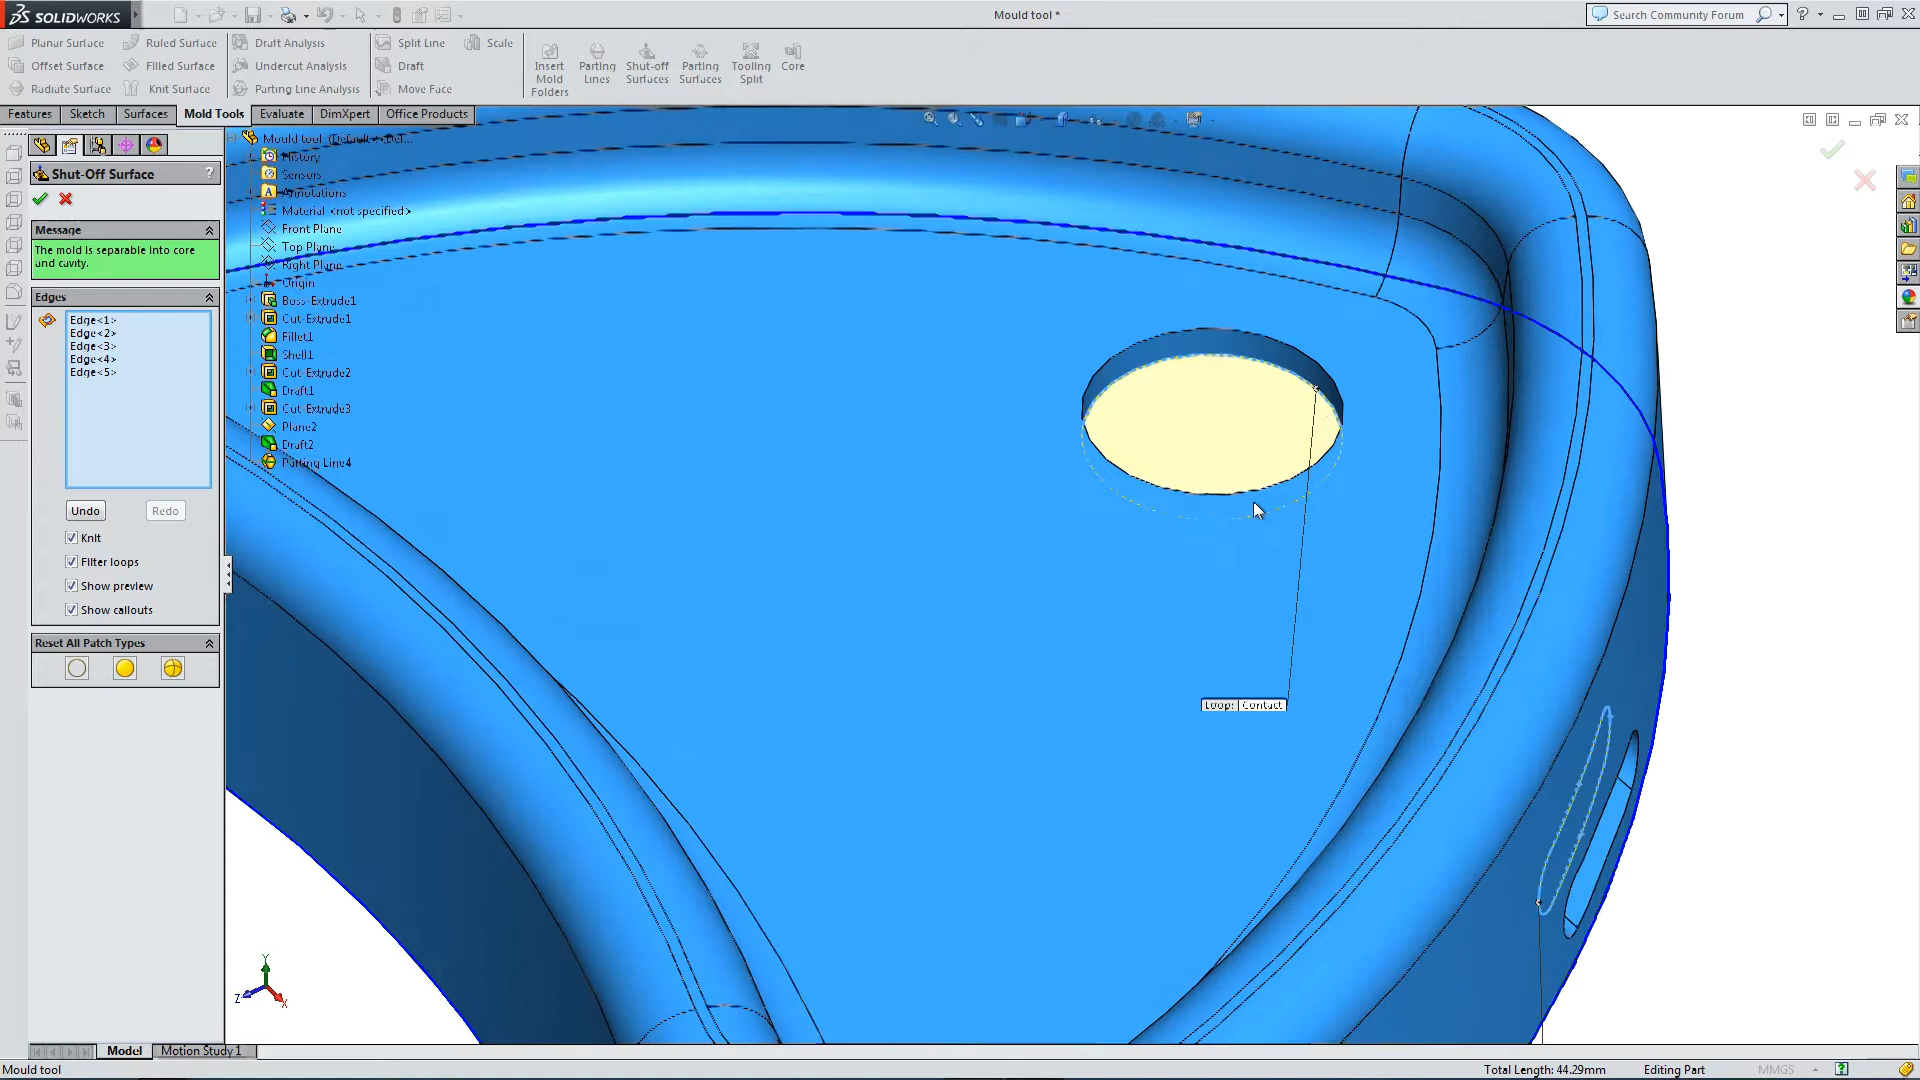 SOLIDWORKS
Mould tool *
Search Community Forum
Planar Surface
Ruled Surface
Draft Analysis
Split Line
Scale
Offset Surface
Filled Surface
Undercut Analysis
Draft
Radiate Surface
Knit Surface
Parting Line Analysis
Move Face
Insert Mold Folders
Parting Lines
Shut-off Surfaces
Parting Surfaces
Tooling Split
Core
Features
Sketch
Surfaces
Mold Tools
Evaluate
DimXpert
Office Products
Shut-Off Surface
?
Message
The mold is separable into core
and cavity.
Edges
Edge<1>
Edge<2>
Edge<3>
Edge<4>
Edge<5>
Undo
Redo
Knit
Filter loops
Show preview
Show callouts
Reset All Patch Types
Mould tool (Default<<Def...
History
Sensors
Annotations
Material <not specified>
Front Plane
Top Plane
Right Plane
Origin
Boss-Extrude1
Cut-Extrude1
Fillet1
Shell1
Cut-Extrude2
Draft1
Cut-Extrude3
Plane2
Draft2
Parting Line4
Loop: Contact
Y
Z
X
Model
Motion Study 1
Mould tool
Total Length: 44.29mm
Editing Part
MMGS